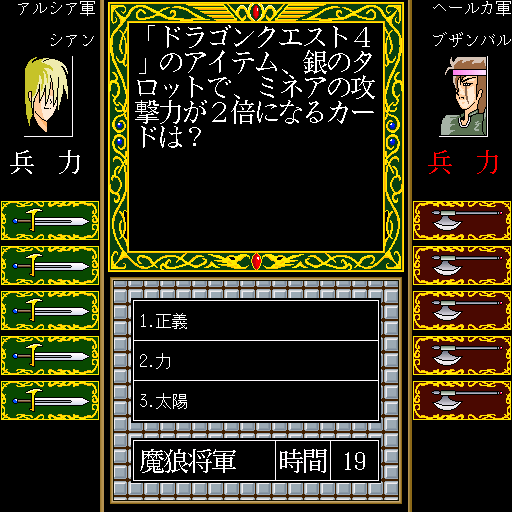 アルシア軍
シアン
兵 力
「ドラゴンクエスト４
」のアイテム、銀のタ
ロットで、ミネアの攻
撃力が２倍になるカー
ドは？
ヘールカ軍
ブザンバル
兵 力
1.正義
2.力
3.太陽
魔狼将軍 時間 19